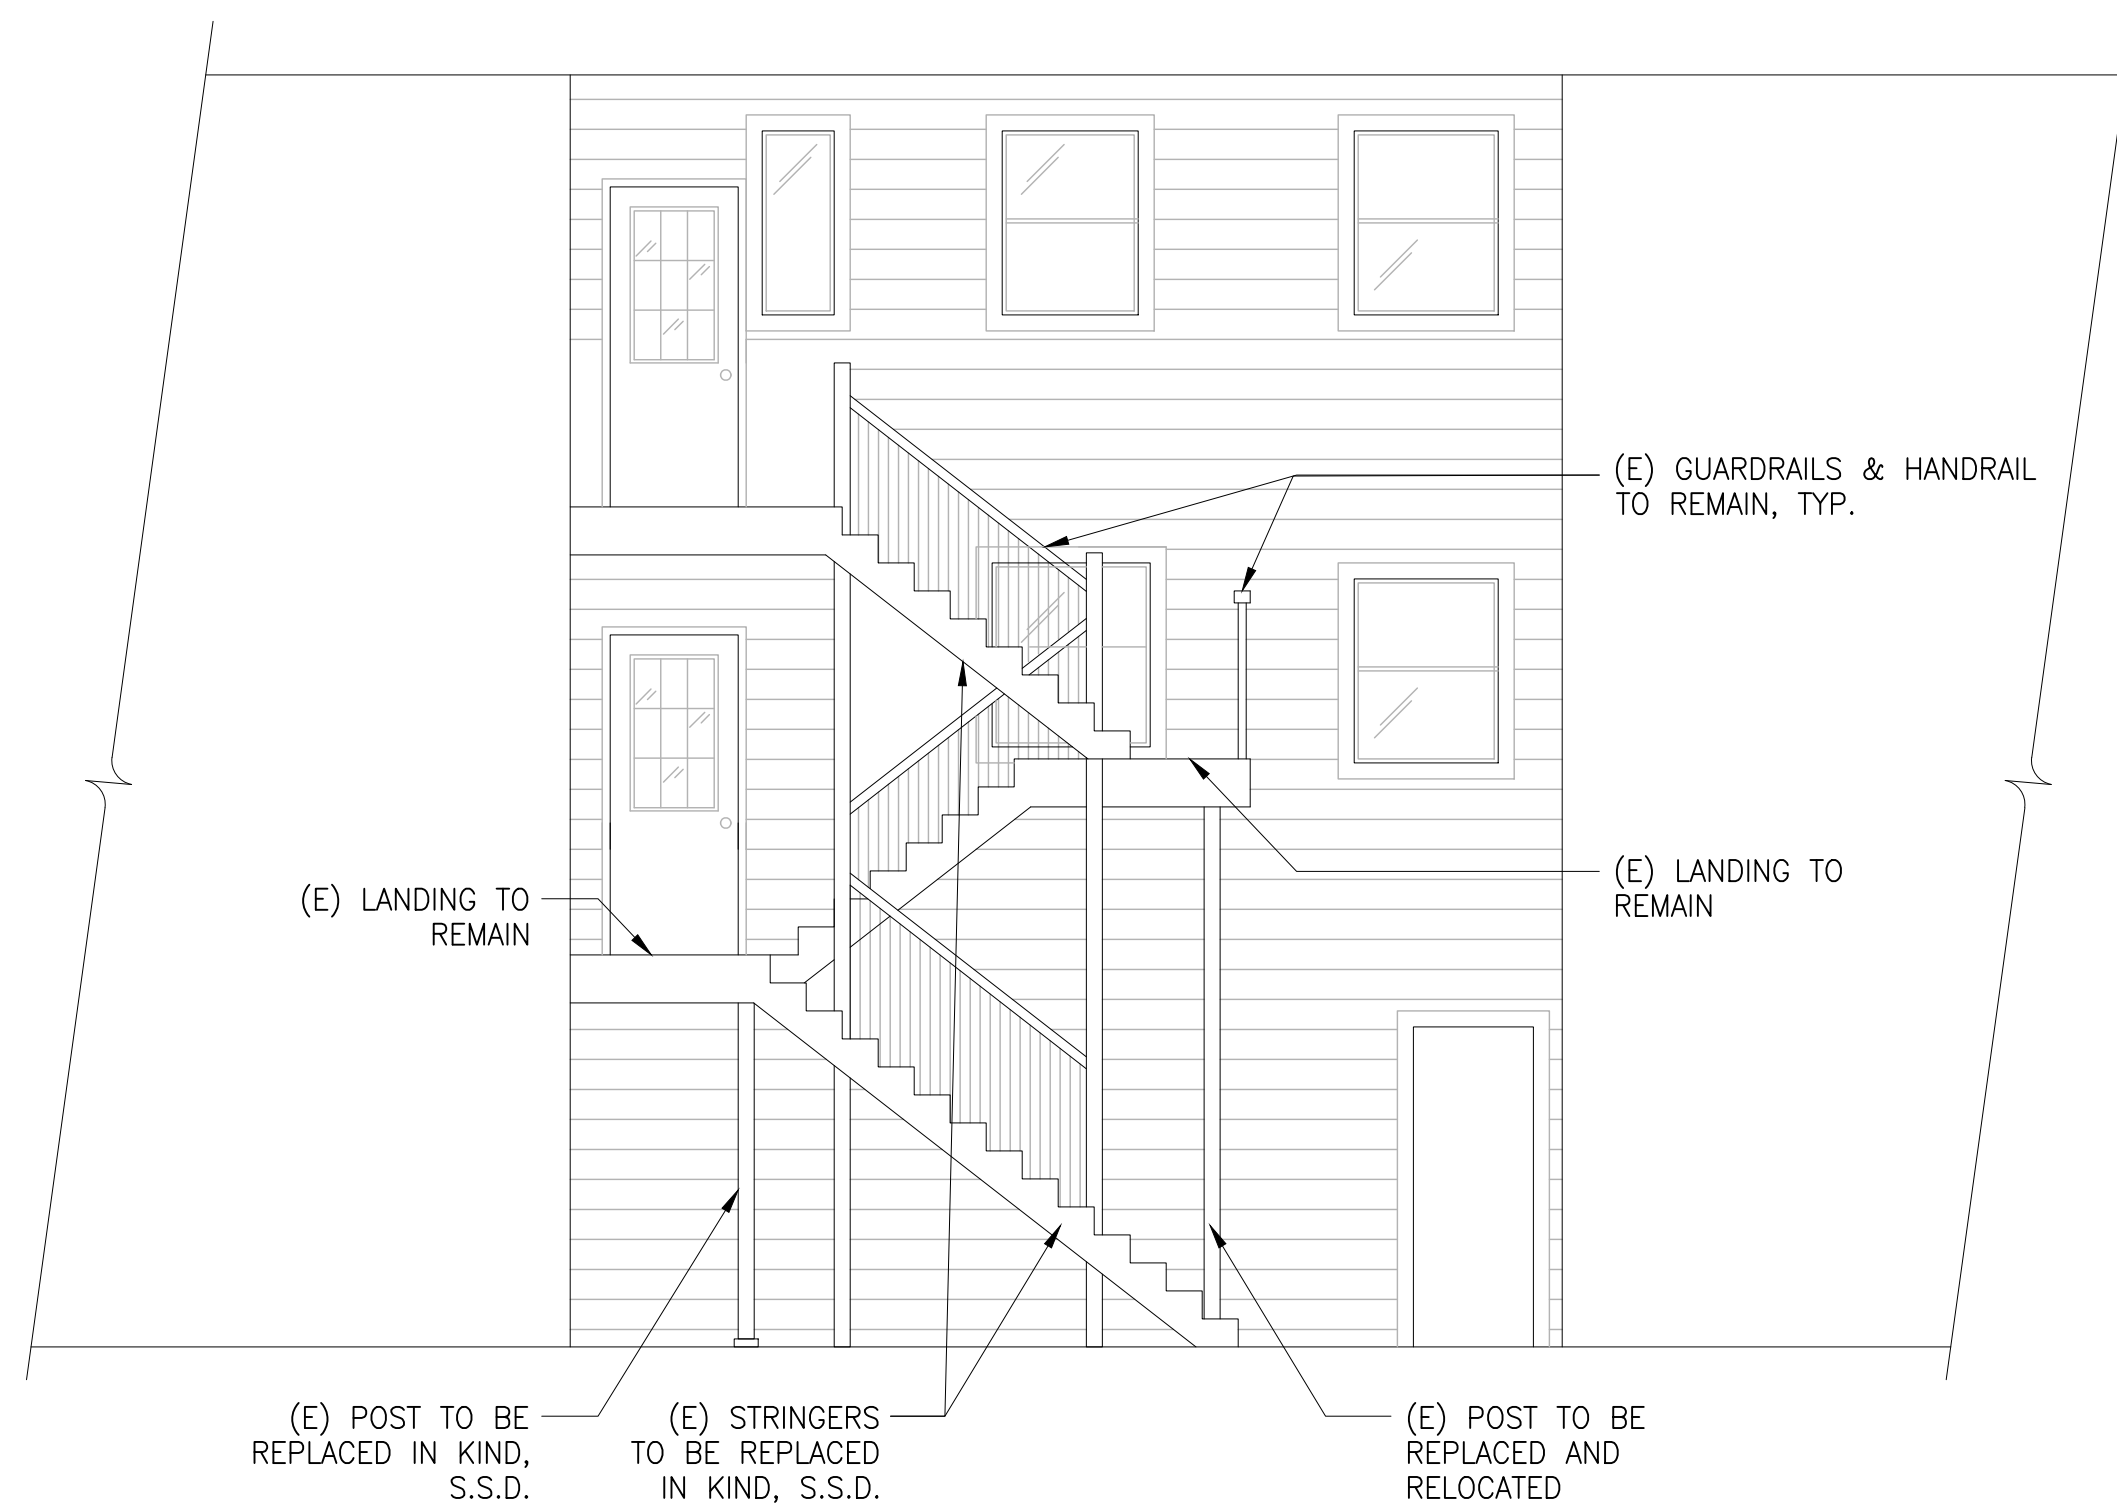 (E) GUARDRAILS & HANDRAIL
TO REMAIN, TYP.
(E) LANDING TO
REMAIN
(E) LANDING TO
REMAIN
(E) POST TO BE
REPLACED IN KIND,
S.S.D.
(E) STRINGERS
TO BE REPLACED
IN KIND, S.S.D.
(E) POST TO BE
REPLACED AND
RELOCATED